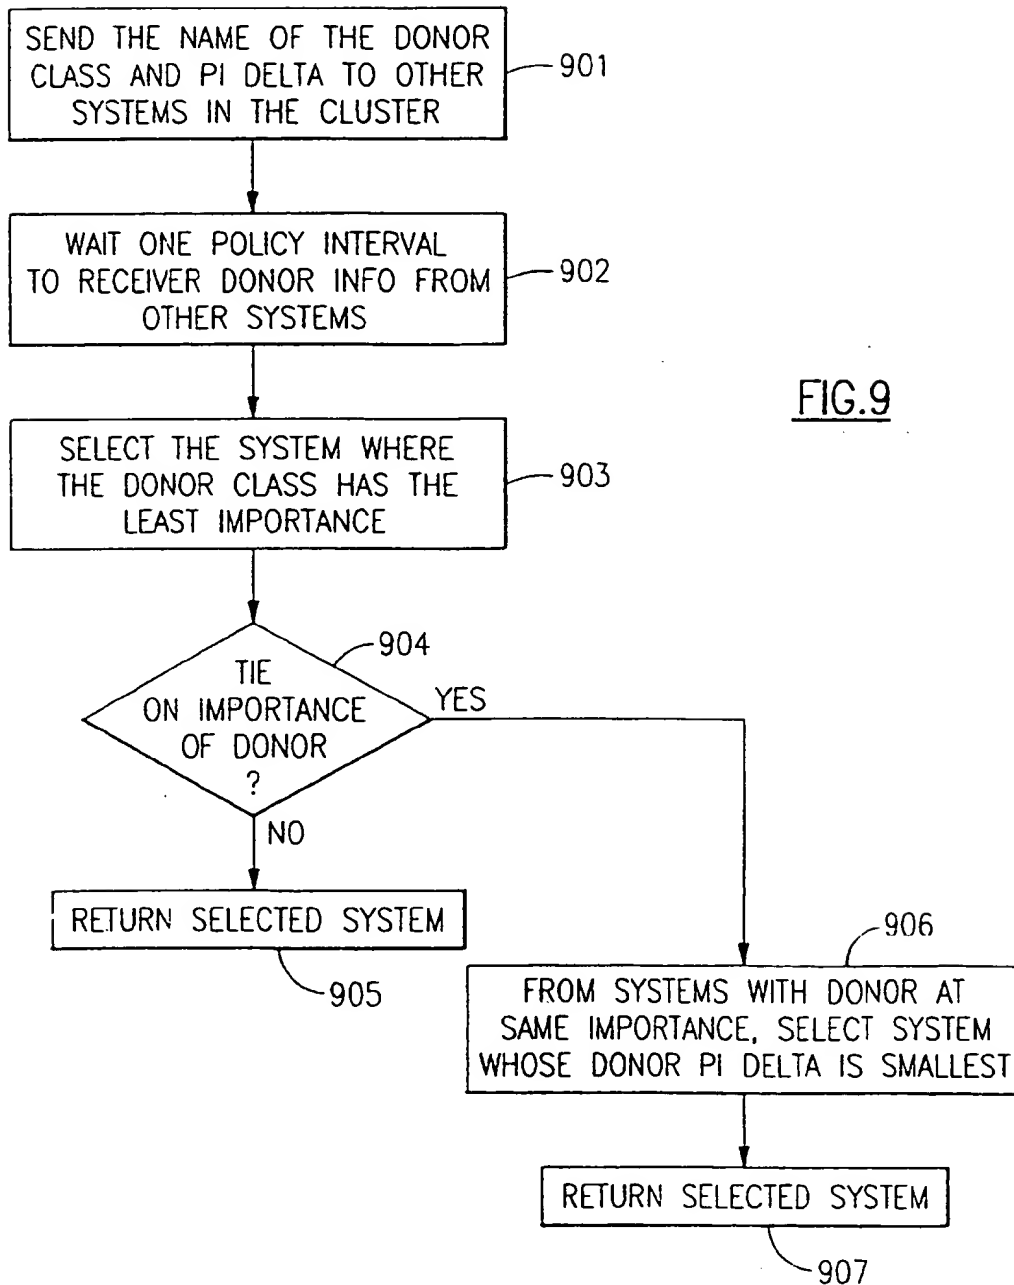 SEND THE NAME OF THE DONOR
CLASS AND PI DELTA TO OTHER
SYSTEMS IN THE CLUSTER
901
WAIT ONE POLICY INTERVAL
TO RECEIVER DONOR INFO FROM
OTHER SYSTEMS
902
FIG.9
SELECT THE SYSTEM WHERE
THE DONOR CLASS HAS THE
LEAST IMPORTANCE
903
904
TIE
ON IMPORTANCE
OF DONOR
?
YES
NO
RETURN SELECTED SYSTEM
905
906
FROM SYSTEMS WITH DONOR AT
SAME IMPORTANCE, SELECT SYSTEM
WHOSE DONOR PI DELTA IS SMALLEST
RETURN SELECTED SYSTEM
907